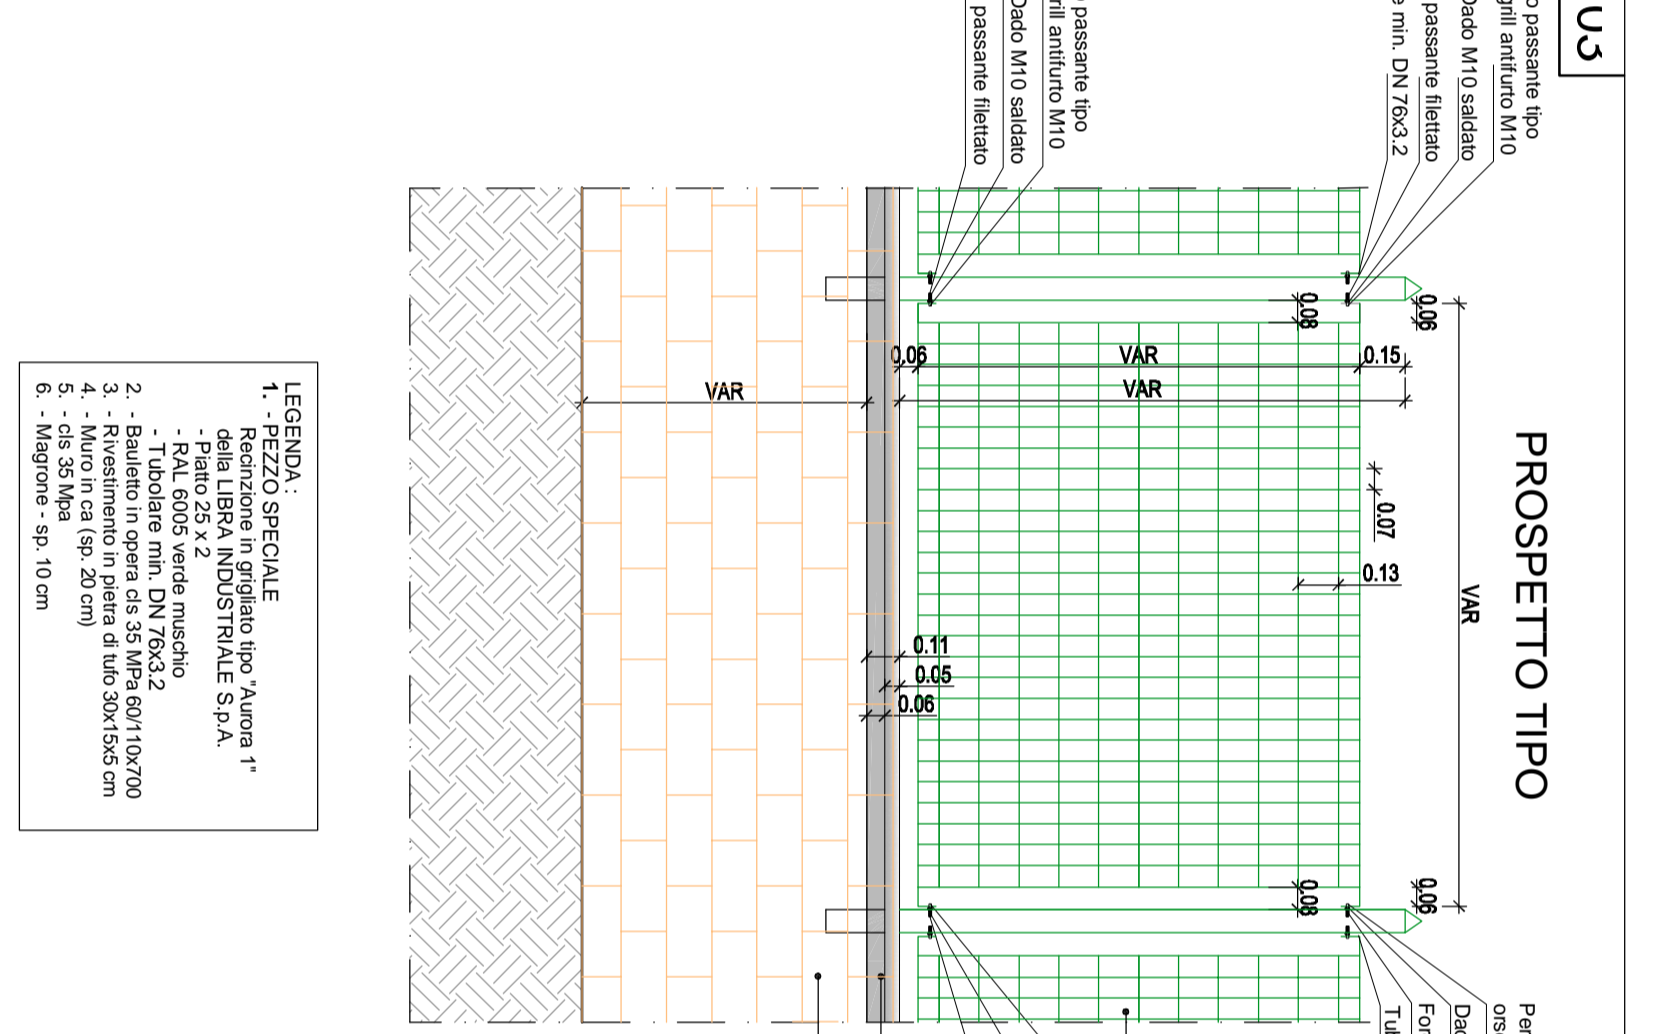 03
PROSPETTO TIPO
passante tipo
antifurto M10
Dado M10 saldato
passante filettato
min. DN 76x3.2
passante tipo
antifurto M10
Dado M10 saldato
passante filettato
VAR
0.06
0.06
0.08
0.08
0.15
VAR
0.06
VAR
VAR
0.07
0.13
0.11
0.05
0.06
LEGENDA :
1. - PEZZO SPECIALE
Recinzione in grigliato tipo "Aurora 1"
della LIBRA INDUSTRIALE S.p.A.
- Piatto 25 x 2
- RAL 6005 verde muschio
- Tubolare min. DN 76x3.2
2. - Bauletto in opera cls 35 MPa 60/110x700
3. - Rivestimento in pietra di tufo 30x15x5 cm
4. - Muro in ca (sp. 20 cm)
5. - cls 35 Mpa
6. - Magrone - sp. 10 cm